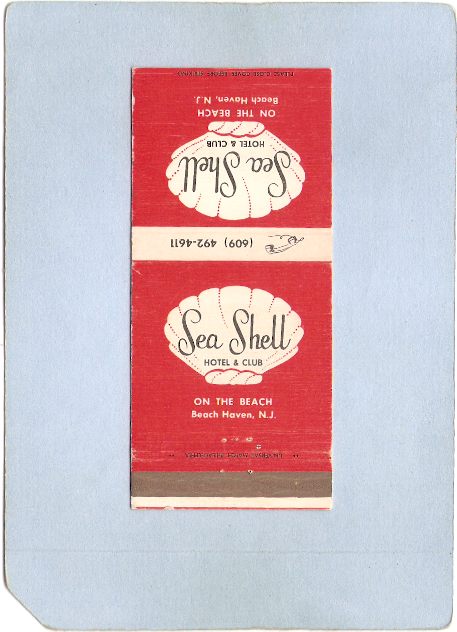 PLEASE CLOSE COVER BEFORE STRIKING
Beach Haven, N.J.
ON THE BEACH
HOTEL & CLUB
Sea Shell
(609) 492-4611
Sea Shell
HOTEL & CLUB
ON THE BEACH
Beach Haven, N.J.